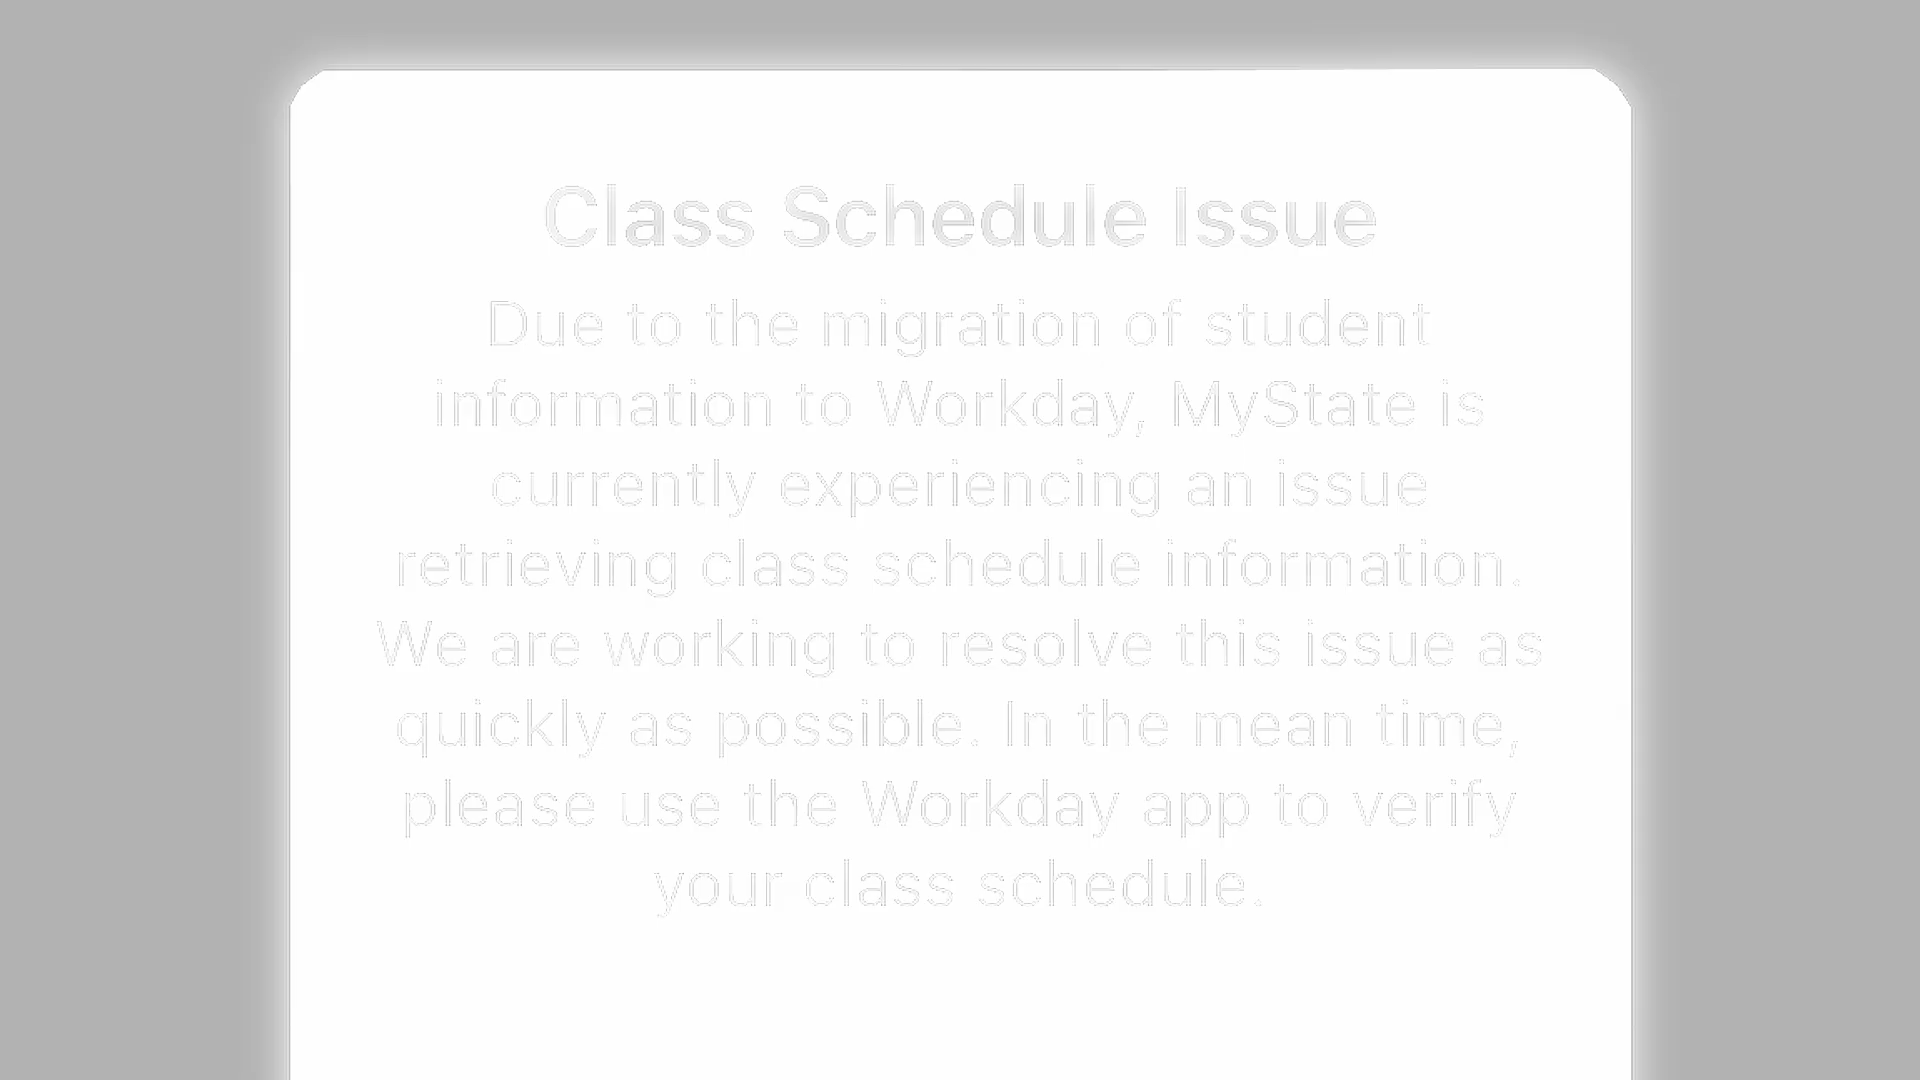 Class Schedule Issue
Due to the migration of student
information to Workday, MyState is
currently experiencing an issue
retrieving class schedule information.
We are working to resolve this issue as
quickly as possible. In the mean time,
please use the Workday app to verify
your class schedule.